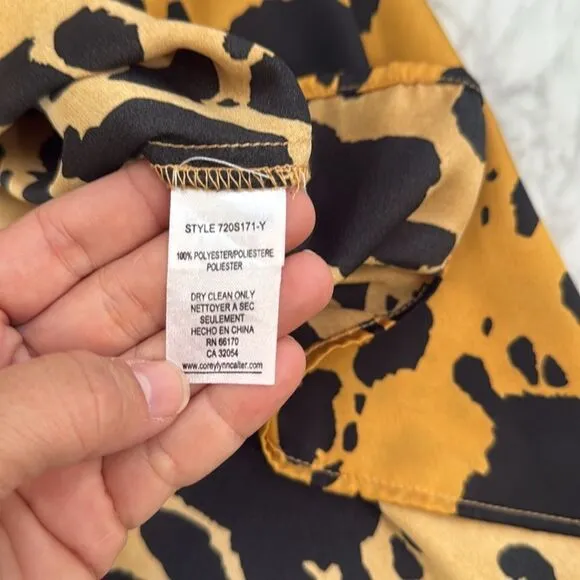 STYLE 720S171-Y
100% POLYESTER/POLIESTERE
POLIESTER
DRY CLEAN ONLY
NETTOYER A SEC
SEULEMENT
HECHO EN CHINA
RN 66170
CA 32054
www.coreylynncalter.com